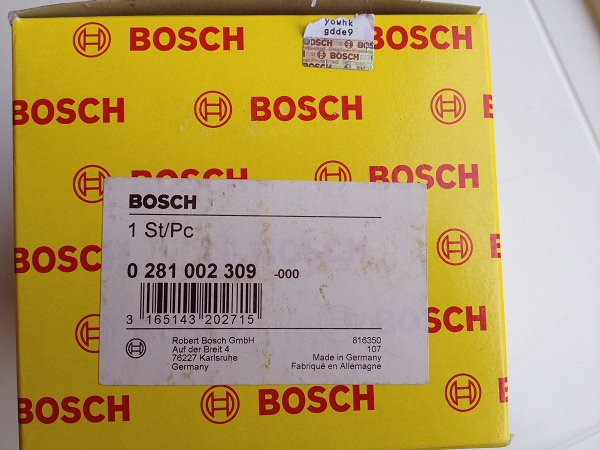 BOSCH
BOSCH
yowhk
gdde9
BOSCH
BOSCH
BOSCH
BOSCH
BOSCH
BOSCH
BOSCH
BOSCH
1 St/Pc
0 281 002 309 -000
3 165143 202715
Robert Bosch GmbH
Auf der Breit 4
76227 Karlsruhe
Germany
816350
107
Made in Germany
Fabriqué en Allemagne
BOSCH
BOSCH